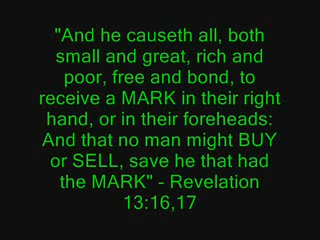 "And he causeth all, both
small and great, rich and
poor, free and bond, to
receive a MARK in their right
hand, or in their foreheads:
And that no man might BUY
or SELL, save he that had
the MARK" - Revelation
13:16,17